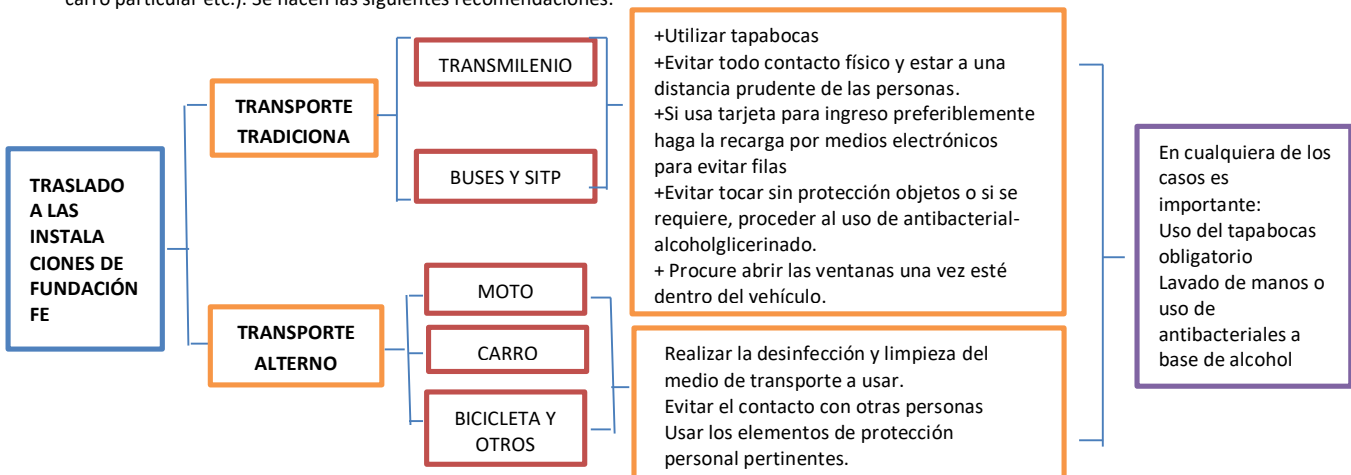 carro particular etc.). Se hacen las siguientes recomendaciones:
TRASLADO
A LAS
INSTALA
CIONES DE
FUNDACIÓN
FE
TRANSPORTE
TRADICIONA
TRANSMILENIO
BUSES Y SITP
+Utilizar tapabocas
+Evitar todo contacto físico y estar a una
distancia prudente de las personas.
+Si usa tarjeta para ingreso preferiblemente
haga la recarga por medios electrónicos
para evitar filas
+Evitar tocar sin protección objetos o si se
requiere, proceder al uso de antibacterial-
alcoholglicerinado.
+ Procure abrir las ventanas una vez esté
dentro del vehículo.
TRANSPORTE
ALTERNO
MOTO
CARRO
BICICLETA Y
OTROS
Realizar la desinfección y limpieza del
medio de transporte a usar.
Evitar el contacto con otras personas
Usar los elementos de protección
personal pertinentes.
En cualquiera de los
casos es
importante:
Uso del tapabocas
obligatorio
Lavado de manos o
uso de
antibacteriales a
base de alcohol